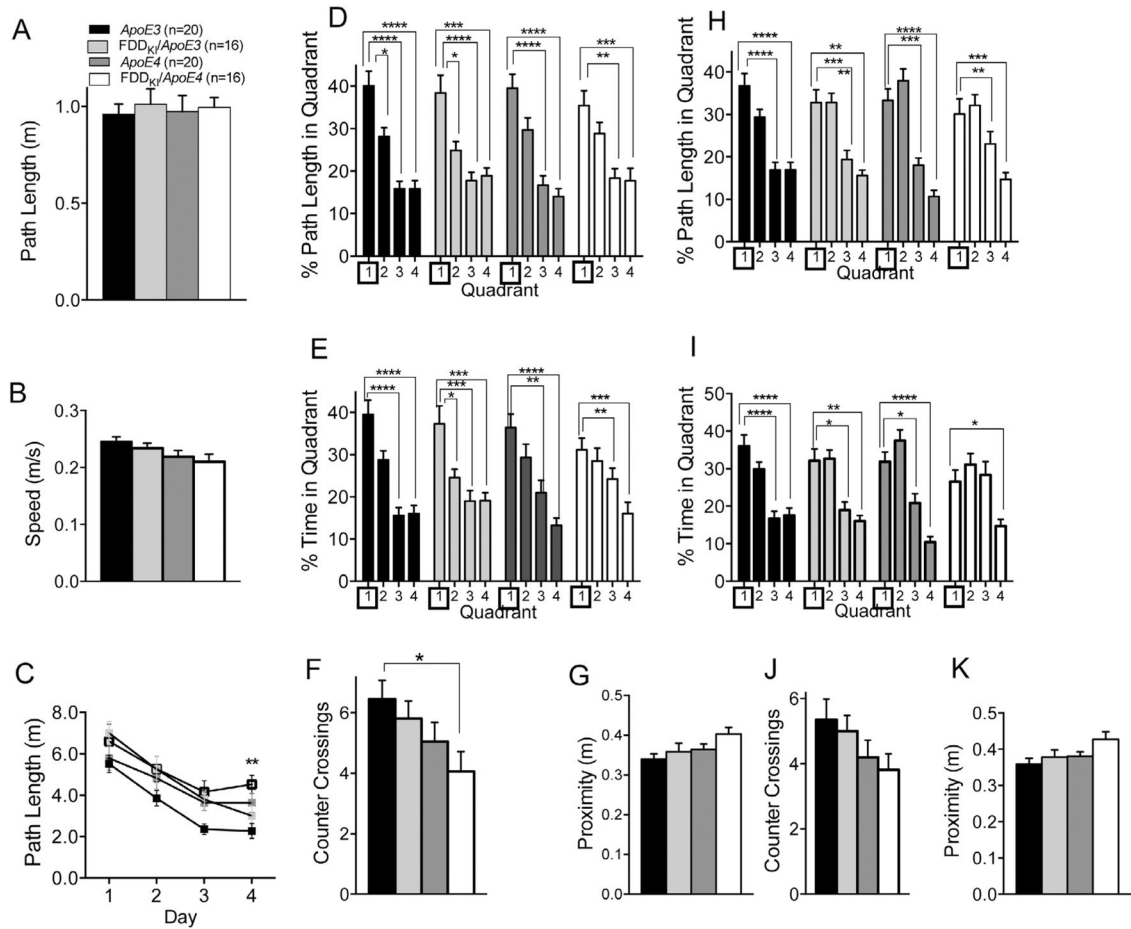 A
ApoE3 (n=20)
FDDKI/ApoE3 (n=16)
ApoE4 (n=20)
FDDKI/ApoE4 (n=16)
Path Length (m)
1.0
0.5
0.0
B
Speed (m/s)
0.3
0.2
0.1
0.0
C
Path Length (m)
8.0
6.0
4.0
2.0
0.0
**
1 2 3 4
Day
D
% Path Length in Quadrant
50
40
30
20
10
0
**** **** *
**** **** *
**** ****
*** **
1 2 3 4 1 2 3 4 1 2 3 4 1 2 3 4
Quadrant
E
% Time in Quadrant
50
40
30
20
10
0
**** ****
*** *** *
**** **
*** **
1 2 3 4 1 2 3 4 1 2 3 4 1 2 3 4
Quadrant
F
Counter Crossings
6
4
2
0
*
G
Proximity (m)
0.5
0.4
0.3
0.2
0.1
0.0
H
% Path Length in Quadrant
50
40
30
20
10
0
**** ****
** *** **
**** ***
*** **
1 2 3 4 1 2 3 4 1 2 3 4 1 2 3 4
Quadrant
I
% Time in Quadrant
50
40
30
20
10
0
**** ****
** *
**** *
*
1 2 3 4 1 2 3 4 1 2 3 4 1 2 3 4
Quadrant
J
Counter Crossings
6
4
2
0
K
Proximity (m)
0.5
0.4
0.3
0.2
0.1
0.0